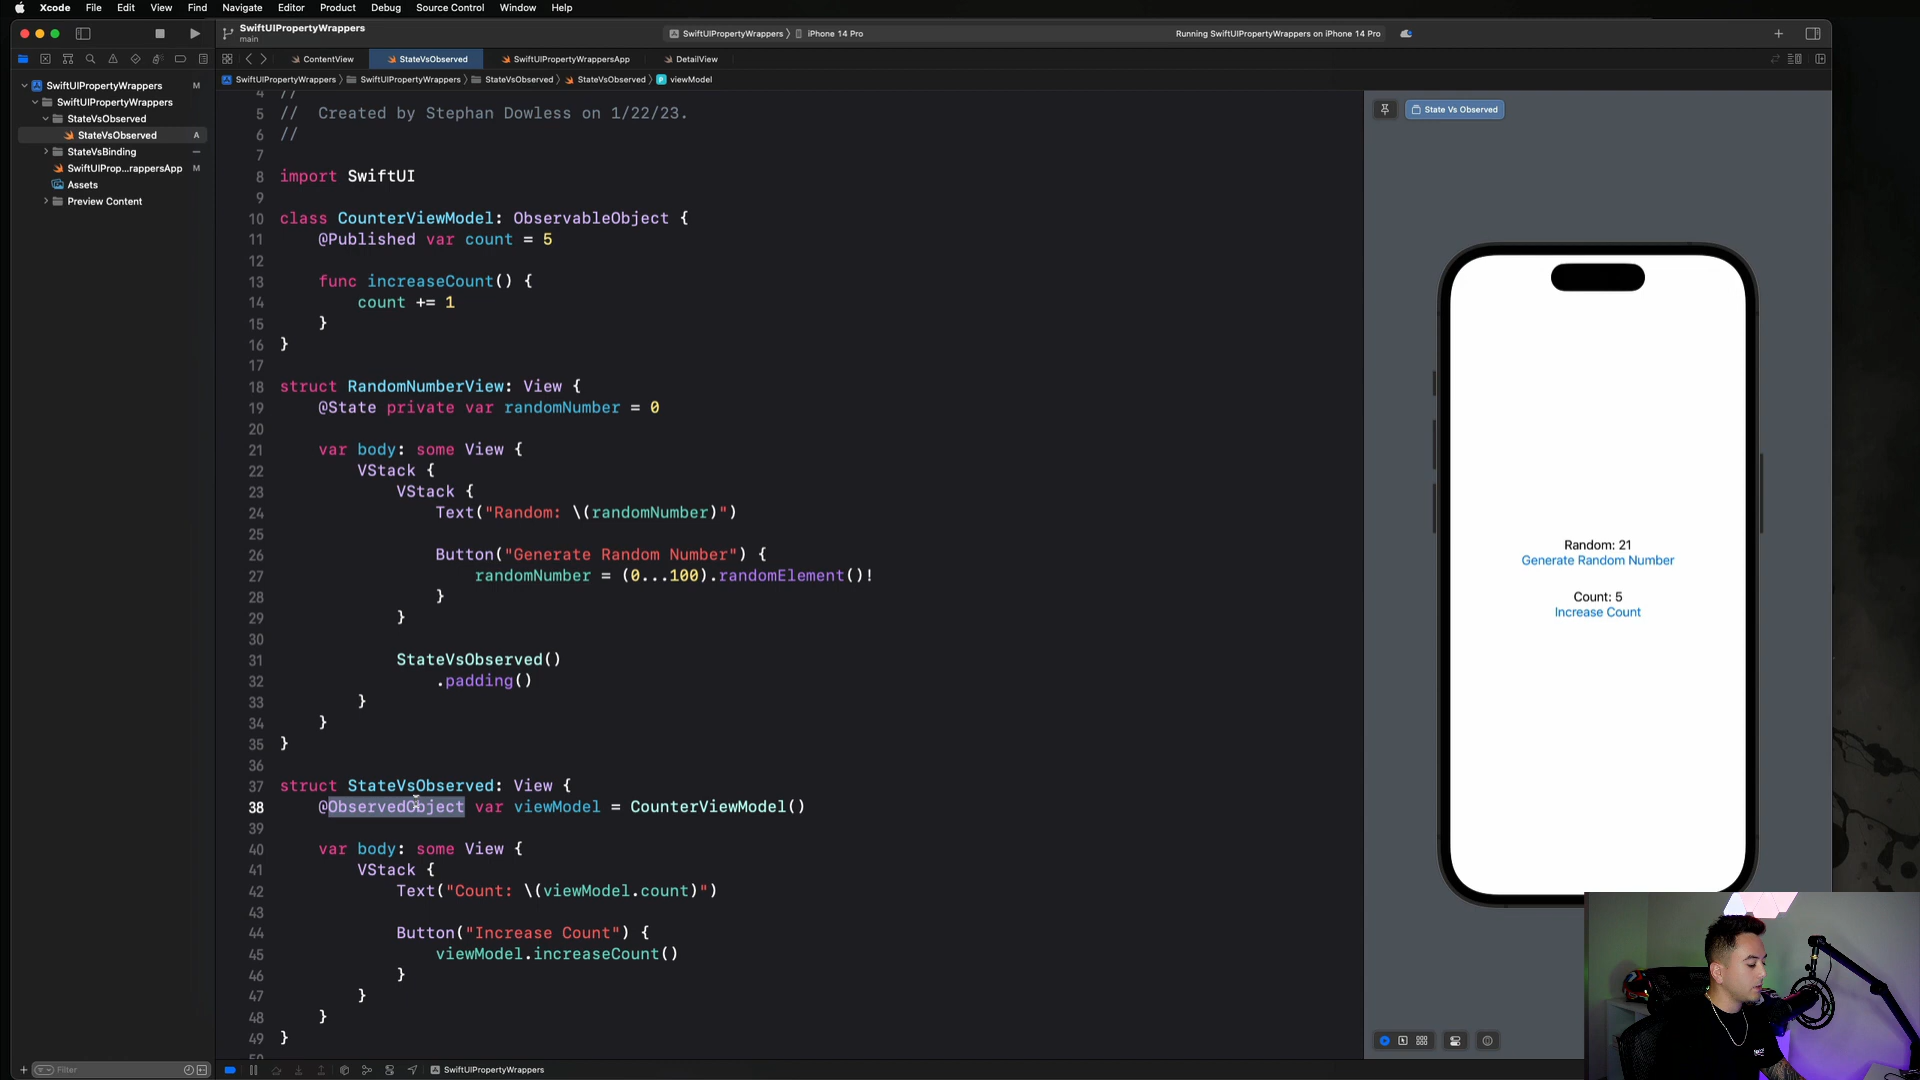 Xcode File Edit View Find Navigate Editor Product Debug Source Control Window Help
SwiftUIPropertyWrappers
main
SwiftUIPropertyWrappers iPhone 14 Pro
Running SwiftUIPropertyWrappers on iPhone 14 Pro
ContentView StateVsObserved SwiftUIPropertyWrappersApp DetailView
SwiftUIPropertyWrappers SwiftUIPropertyWrappers StateVsObserved StateVsObserved viewModel
SwiftUIPropertyWrappers M
SwiftUIPropertyWrappers
StateVsObserved
StateVsObserved A
StateVsBinding
SwiftUIProp...rappersApp M
Assets
Preview Content
4 //
5 //  Created by Stephan Dowless on 1/22/23.
6 //
7
8 import SwiftUI
9
10 class CounterViewModel: ObservableObject {
11 @Published var count = 5
12
13 func increaseCount() {
14 count += 1
15 }
16 }
17
18 struct RandomNumberView: View {
19 @State private var randomNumber = 0
20
21 var body: some View {
22 VStack {
23 VStack {
24 Text("Random: \(randomNumber)")
25
26 Button("Generate Random Number") {
27 randomNumber = (0...100).randomElement()!
28 }
29 }
30
31 StateVsObserved()
32 .padding()
33 }
34 }
35 }
36
37 struct StateVsObserved: View {
38 @ObservedObject var viewModel = CounterViewModel()
39
40 var body: some View {
41 VStack {
42 Text("Count: \(viewModel.count)")
43
44 Button("Increase Count") {
45 viewModel.increaseCount()
46 }
47 }
48 }
49 }
State Vs Observed
Random: 21
Generate Random Number
Count: 5
Increase Count
Filter
SwiftUIPropertyWrappers